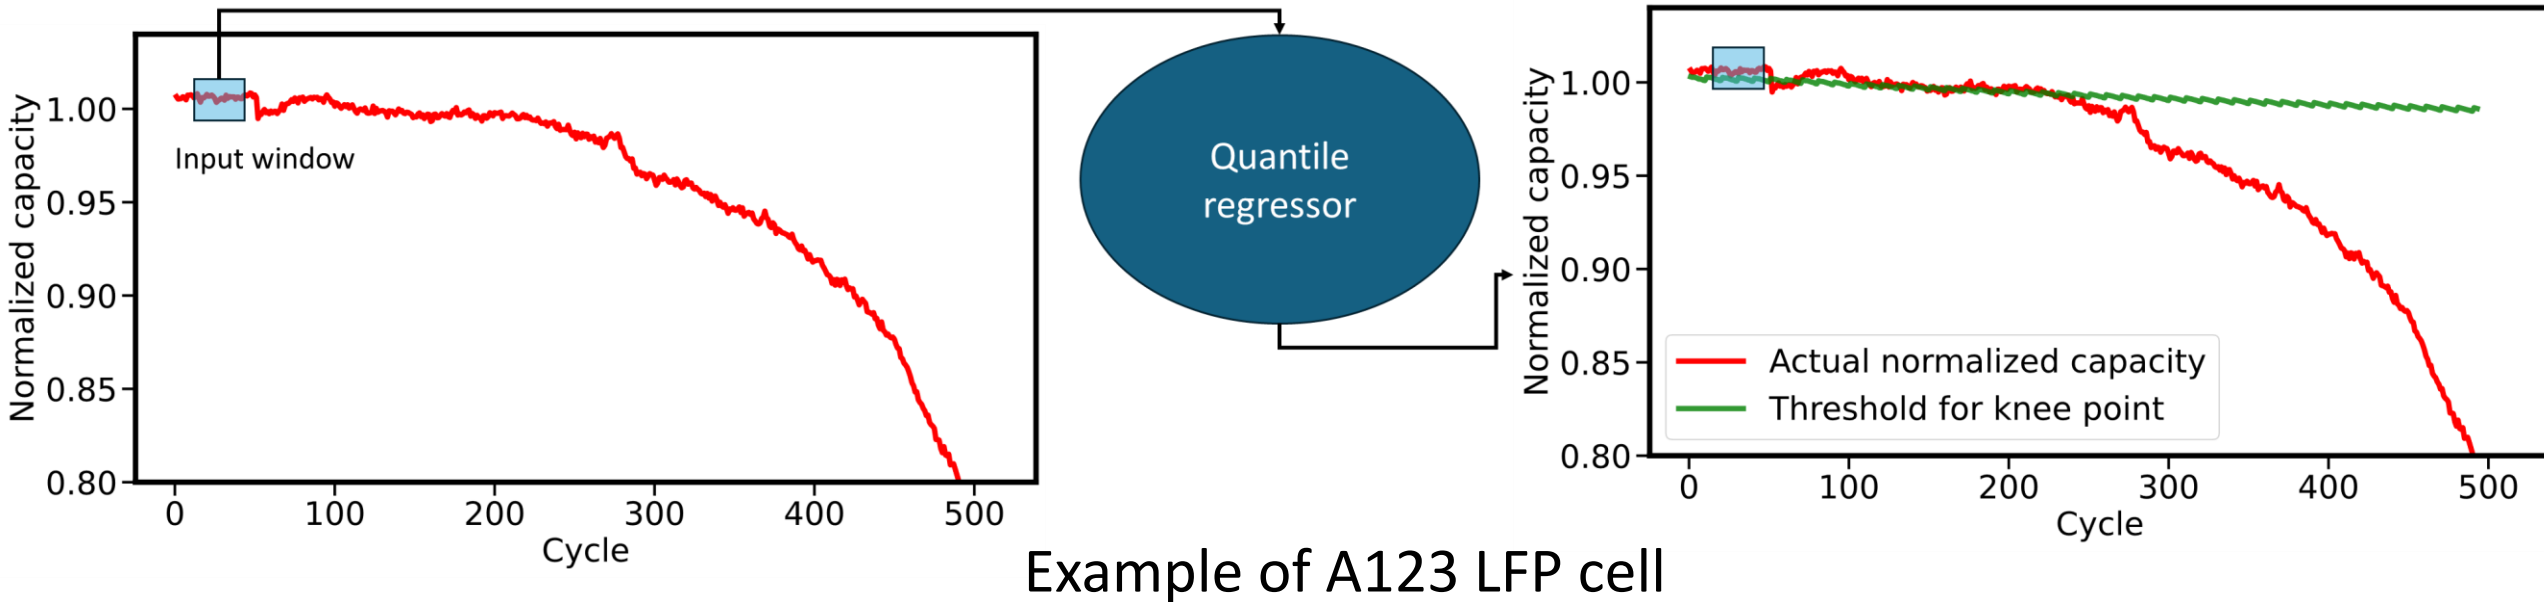 Normalized capacity
1.00
0.95
0.90
0.85
0.80
Input window
0 100 200 300 400 500
Cycle
Quantile
regressor
Normalized capacity
1.00
0.95
0.90
0.85
0.80
Actual normalized capacity
Threshold for knee point
0 100 200 300 400 500
Cycle
Example of A123 LFP cell